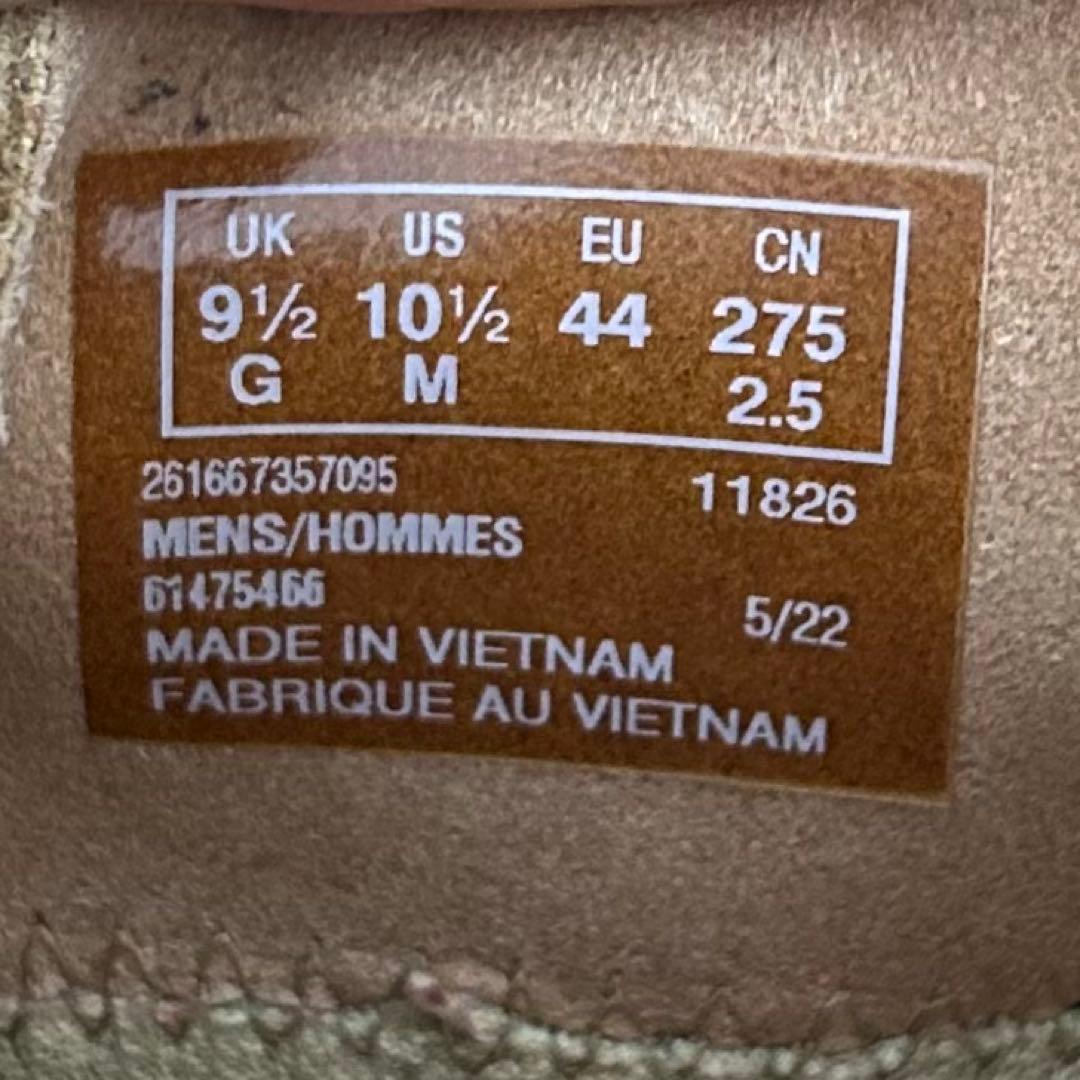 UK US EU CN
9½ 10½ 44 275
G M 2.5
261667357095 11826
MENS/HOMMES
61475466 5/22
MADE IN VIETNAM
FABRIQUE AU VIETNAM